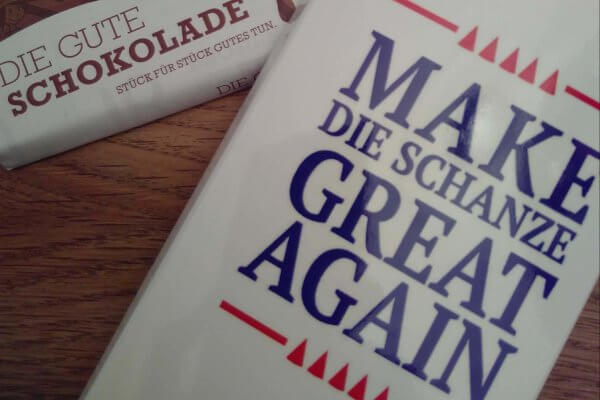 DIE GUTE
SCHOKOLADE
STÜCK FÜR STÜCK GUTES TUN.
MAKE
DIE SCHANZE
GREAT
AGAIN